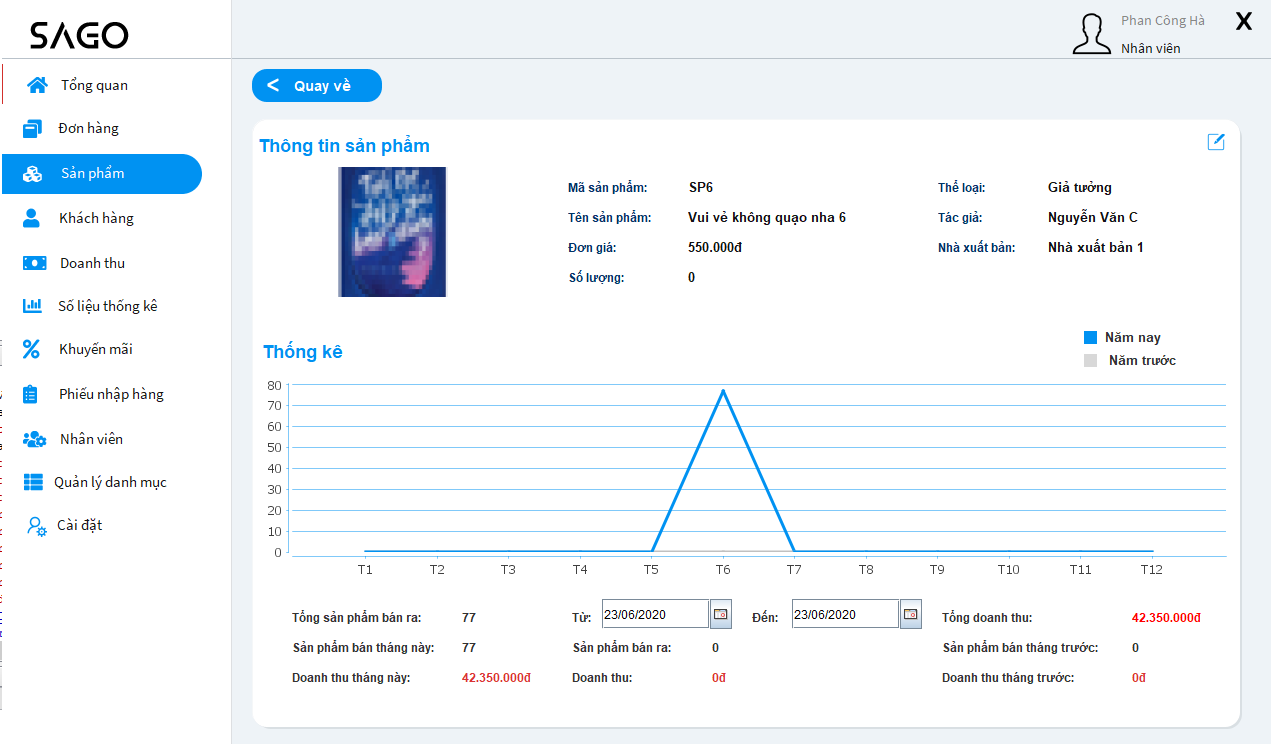 SAGO
Phan Công Hà
X
Nhân viên
Tổng quan
Đơn hàng
Sản phẩm
Khách hàng
Doanh thu
Số liệu thống kê
Khuyến mãi
Phiếu nhập hàng
Nhân viên
Quản lý danh mục
Cài đặt
< Quay về
Thông tin sản phẩm
Mã sản phẩm: SP6
Tên sản phẩm: Vui vẻ không quạo nha 6
Đơn giá: 550.000đ
Số lượng: 0
Thể loại: Giả tưởng
Tác giả: Nguyễn Văn C
Nhà xuất bản: Nhà xuất bản 1
Thống kê
Năm nay
Năm trước
80
70
60
50
40
30
20
10
0
T1 T2 T3 T4 T5 T6 T7 T8 T9 T10 T11 T12
Tổng sản phẩm bán ra: 77
Sản phẩm bán tháng này: 77
Doanh thu tháng này: 42.350.000đ
Từ: 23/06/2020 Đến: 23/06/2020
Sản phẩm bán ra: 0
Doanh thu: 0đ
Tổng doanh thu: 42.350.000đ
Sản phẩm bán tháng trước: 0
Doanh thu tháng trước: 0đ